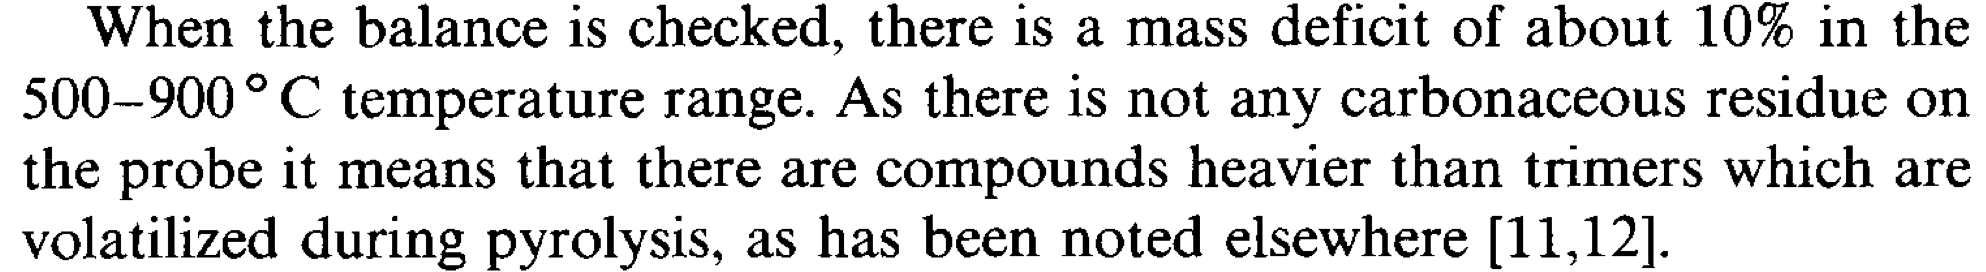 When the balance is checked, there is a mass deficit of about 10% in the
500–900°C temperature range. As there is not any carbonaceous residue on
the probe it means that there are compounds heavier than trimers which are
volatilized during pyrolysis, as has been noted elsewhere [11,12].